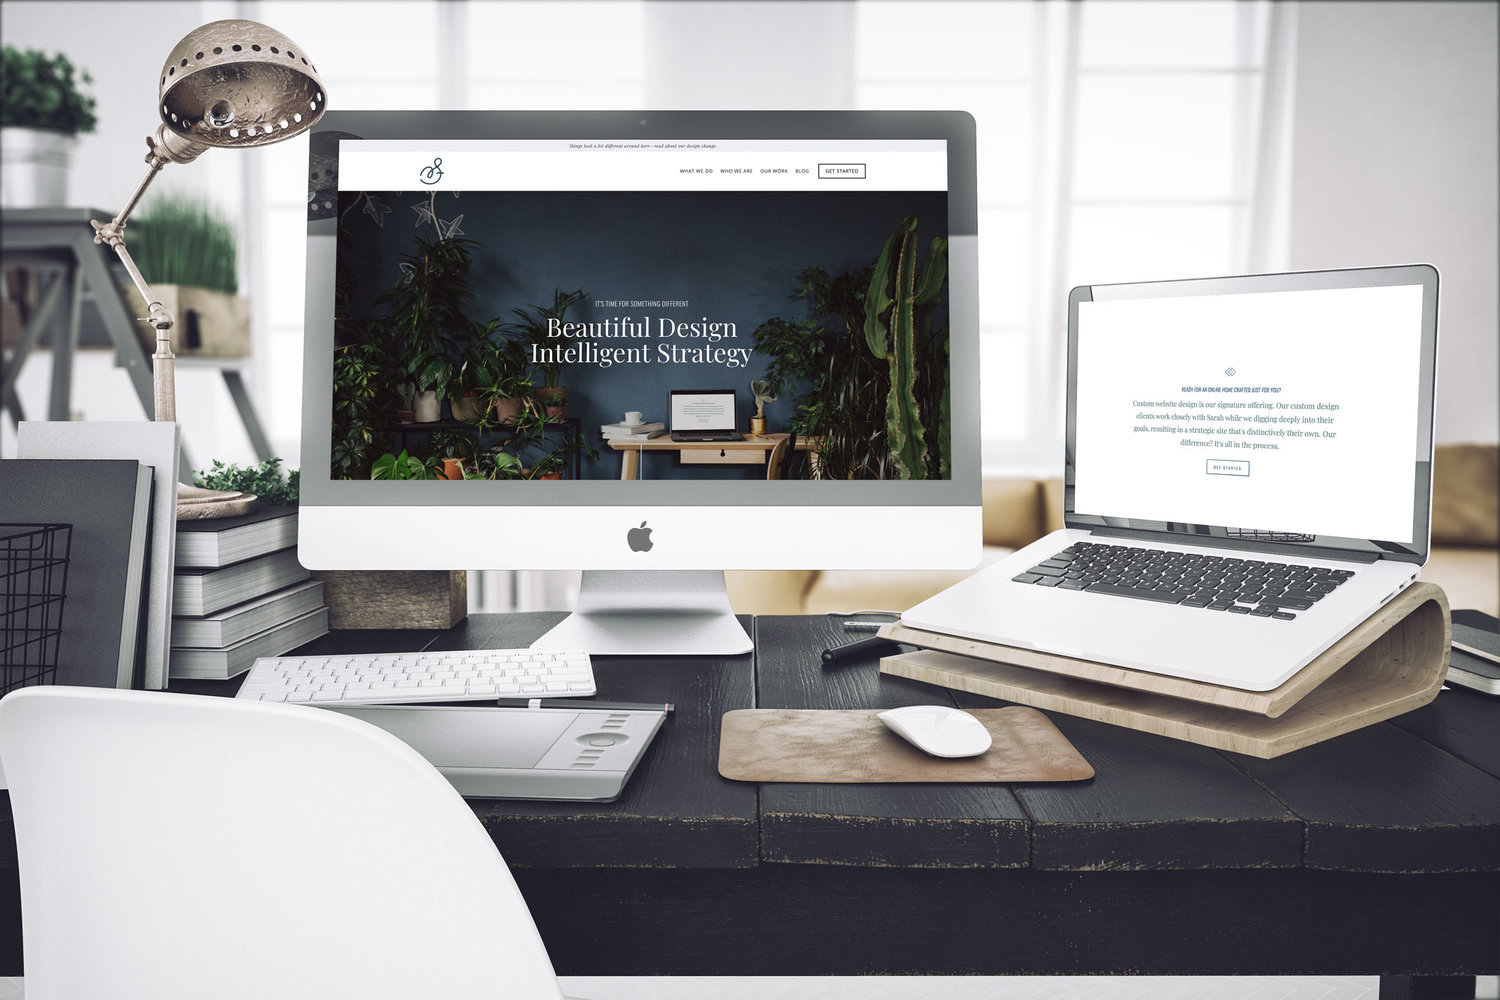 Things look a bit different around here—read about our design change.
WHAT WE DO WHO WE ARE OUR WORK BLOG GET STARTED
IT'S TIME FOR SOMETHING DIFFERENT
Beautiful Design
Intelligent Strategy
READY FOR AN ONLINE HOME CRAFTED JUST FOR YOU?
Custom website design is our signature offering. Our custom design
clients work closely with Sarah while we digging deeply into their
goals, resulting in a strategic site that's distinctively their own. Our
difference? It's all in the process.
GET STARTED